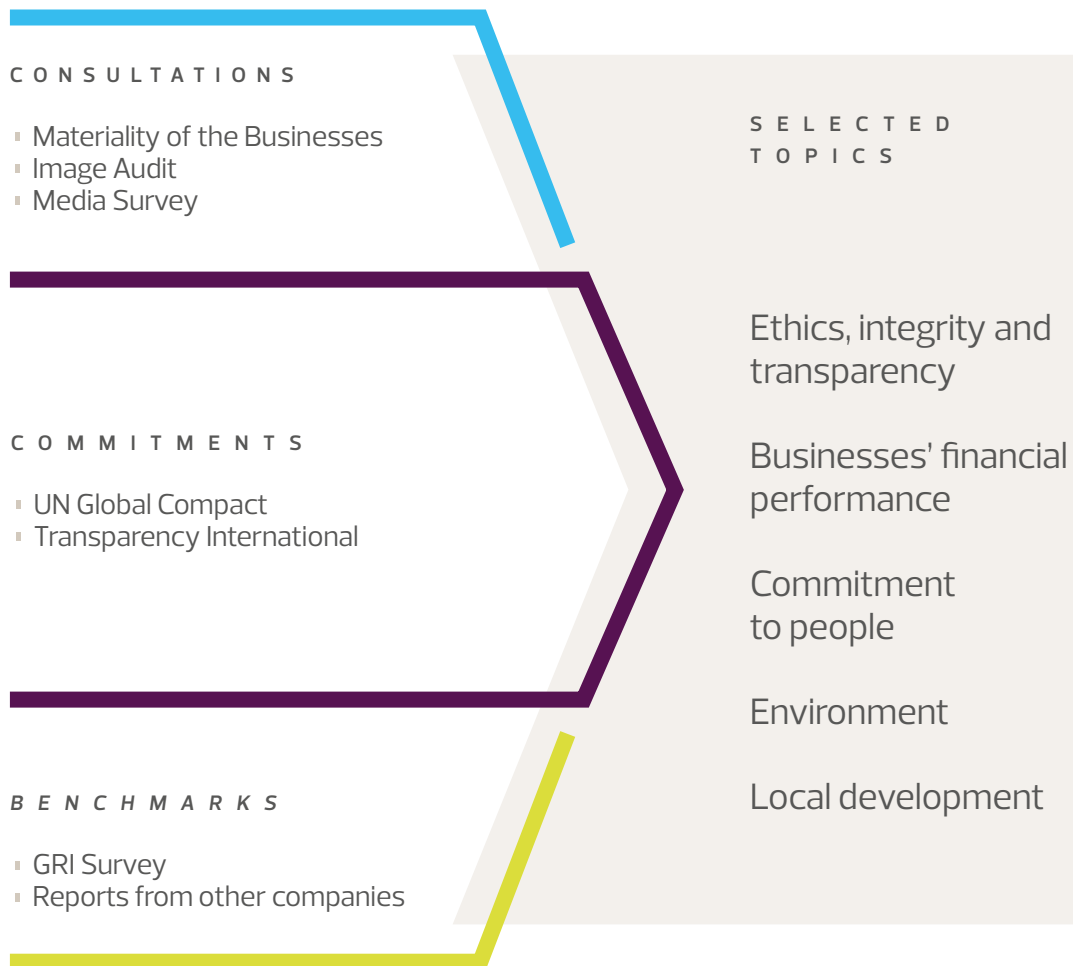 CONSULTATIONS
Materiality of the Businesses
Image Audit
Media Survey
COMMITMENTS
UN Global Compact
Transparency International
BENCHMARKS
GRI Survey
Reports from other companies
SELECTED
TOPICS
Ethics, integrity and
transparency
Businesses’ financial
performance
Commitment
to people
Environment
Local development